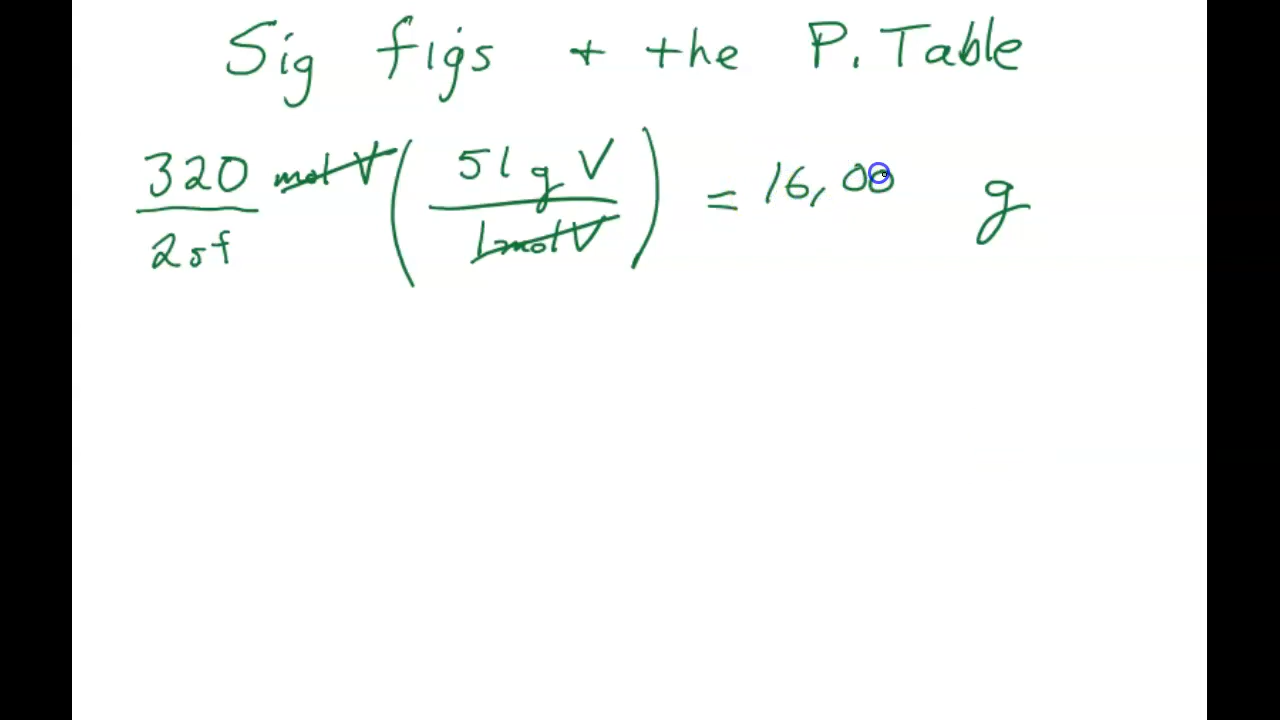 Sig figs + the P. Table
320 mol V ( 51 g V / 1 mol V ) = 16,00 g
2 sf